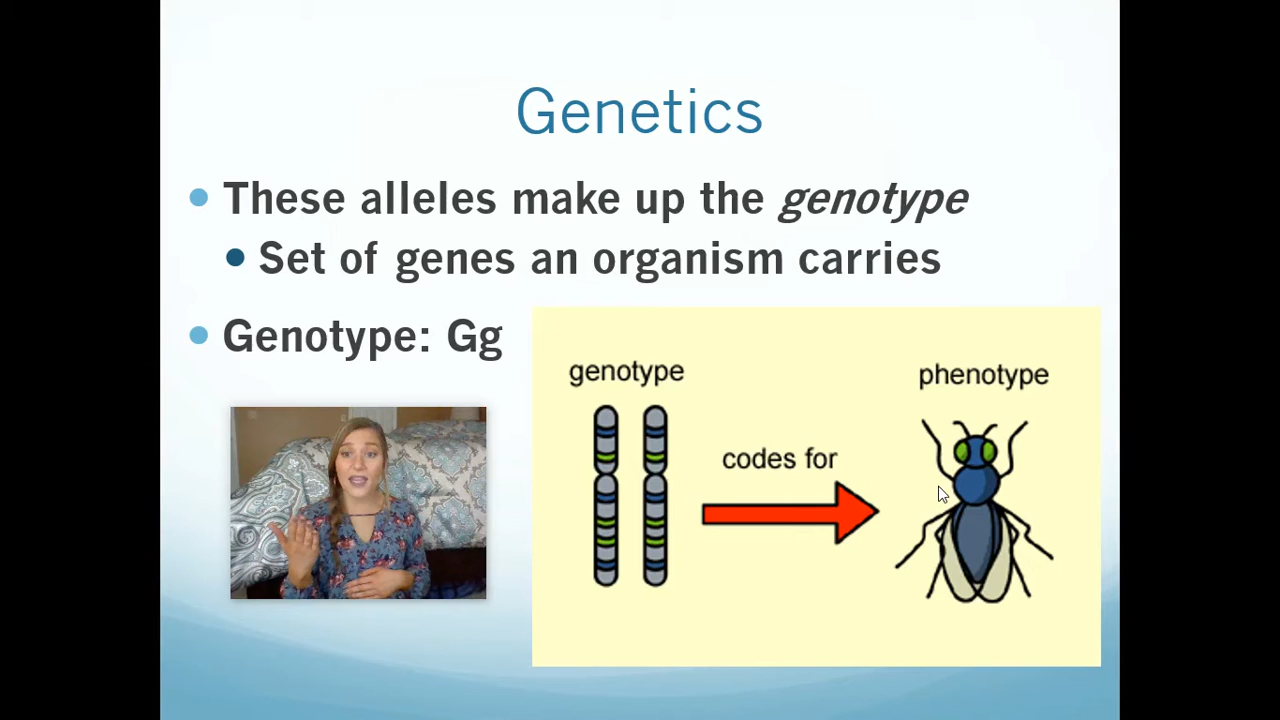 Genetics
These alleles make up the genotype
Set of genes an organism carries
Genotype: Gg
genotype
phenotype
codes for